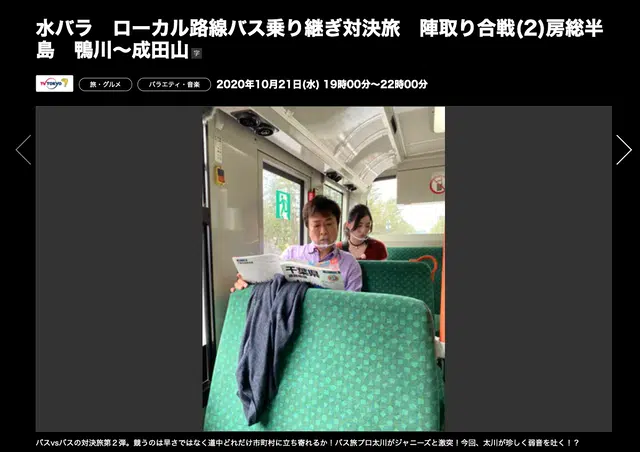 水バラ　ローカル路線バス乗り継ぎ対決旅　陣取り合戦(2)房総半
島　鴨川〜成田山字
TV TOKYO 7
旅・グルメ
バラエティ・音楽
2020年10月21日(水) 19時00分〜22時00分
千葉県
バスvsバスの対決旅第２弾。競うのは早さではなく道中どれだけ市町村に立ち寄れるか！バス旅プロ太川がジャニーズと激突！今回、太川が珍しく弱音を吐く！？